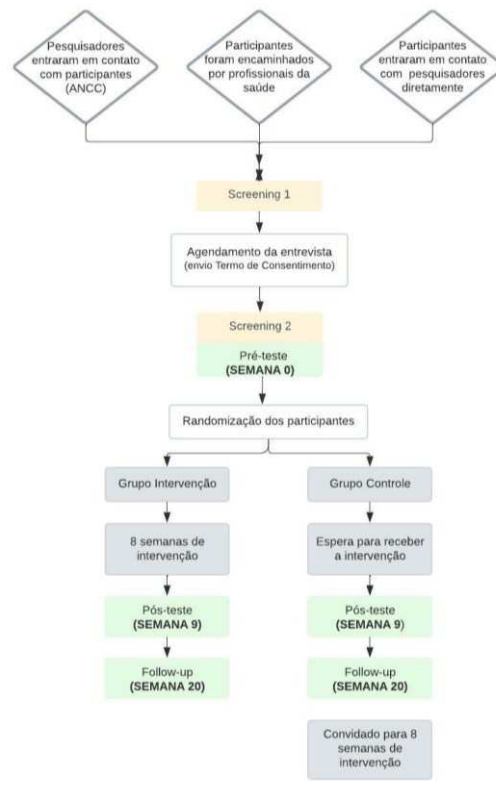 Pesquisadores
entraram em contato
com participantes
(ANCC)
Participantes
foram encaminhados
por profissionais da
saúde
Participantes
entraram em contato
com pesquisadores
diretamente
Screening 1
Agendamento da entrevista
(envio Termo de Consentimento)
Screening 2
Pré-teste
(SEMANA 0)
Randomização dos participantes
Grupo Intervenção
Grupo Controle
8 semanas de
intervenção
Espera para receber
a intervenção
Pós-teste
(SEMANA 9)
Pós-teste
(SEMANA 9)
Follow-up
(SEMANA 20)
Follow-up
(SEMANA 20)
Convidado para 8
semanas de
intervenção